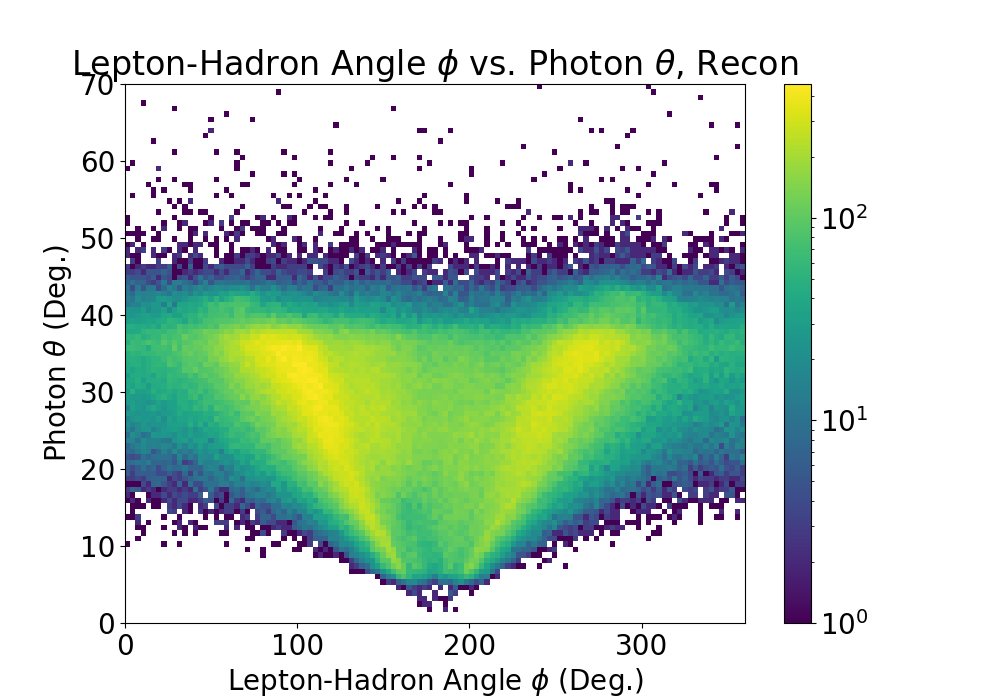 Lepton-Hadron Angle ϕ vs. Photon θ, Recon
70
60
50
40
30
20
10
0
Photon θ (Deg.)
0 100 200 300
Lepton-Hadron Angle ϕ (Deg.)
10²
10¹
10⁰